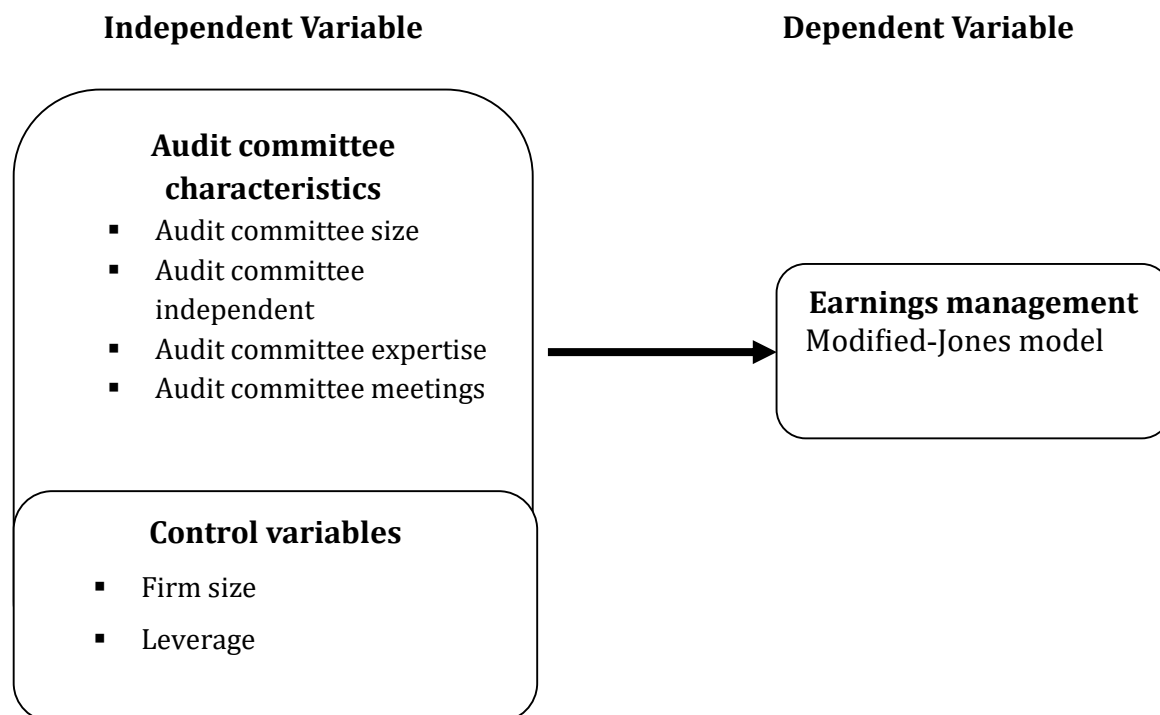 Independent Variable
Dependent Variable
Audit committee
characteristics
▪ Audit committee size
▪ Audit committee
independent
▪ Audit committee expertise
▪ Audit committee meetings
Earnings management
Modified-Jones model
Control variables
▪ Firm size
▪ Leverage